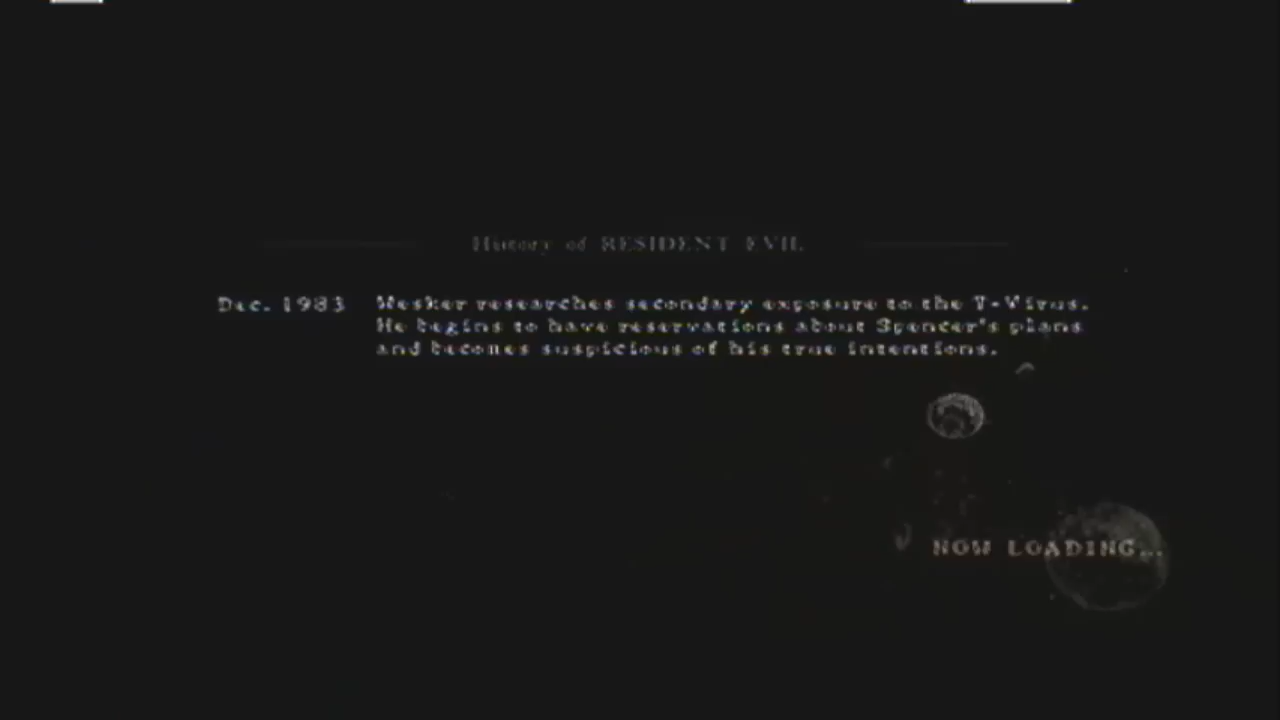 History of RESIDENT EVIL
Dec. 1983 Wesker researches secondary exposure to the T-Virus.
He begins to have reservations about Spencer's plans
and becomes suspicious of his true intentions.
NOW LOADING...